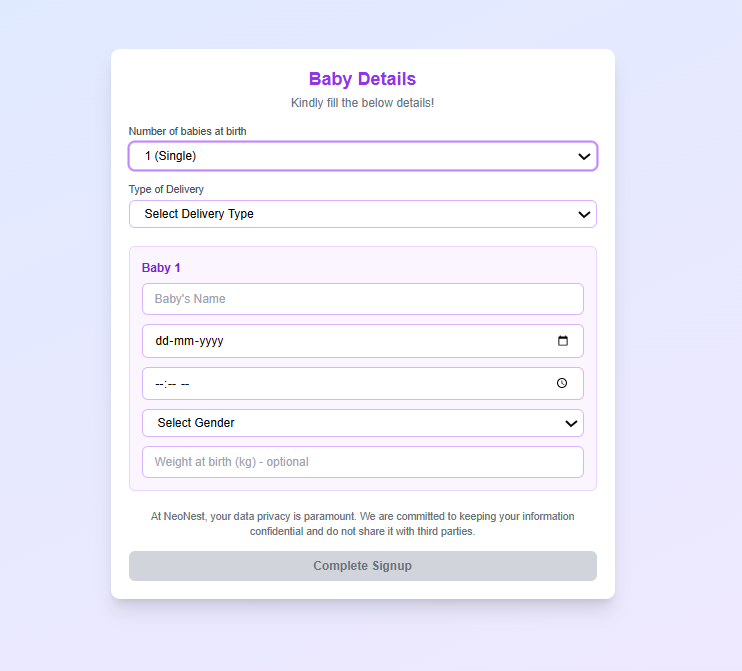 Baby Details
Kindly fill the below details!
Number of babies at birth
1 (Single)
Type of Delivery
Select Delivery Type
Baby 1
Baby's Name
dd-mm-yyyy
--:-- --
Select Gender
Weight at birth (kg) - optional
At NeoNest, your data privacy is paramount. We are committed to keeping your information
confidential and do not share it with third parties.
Complete Signup